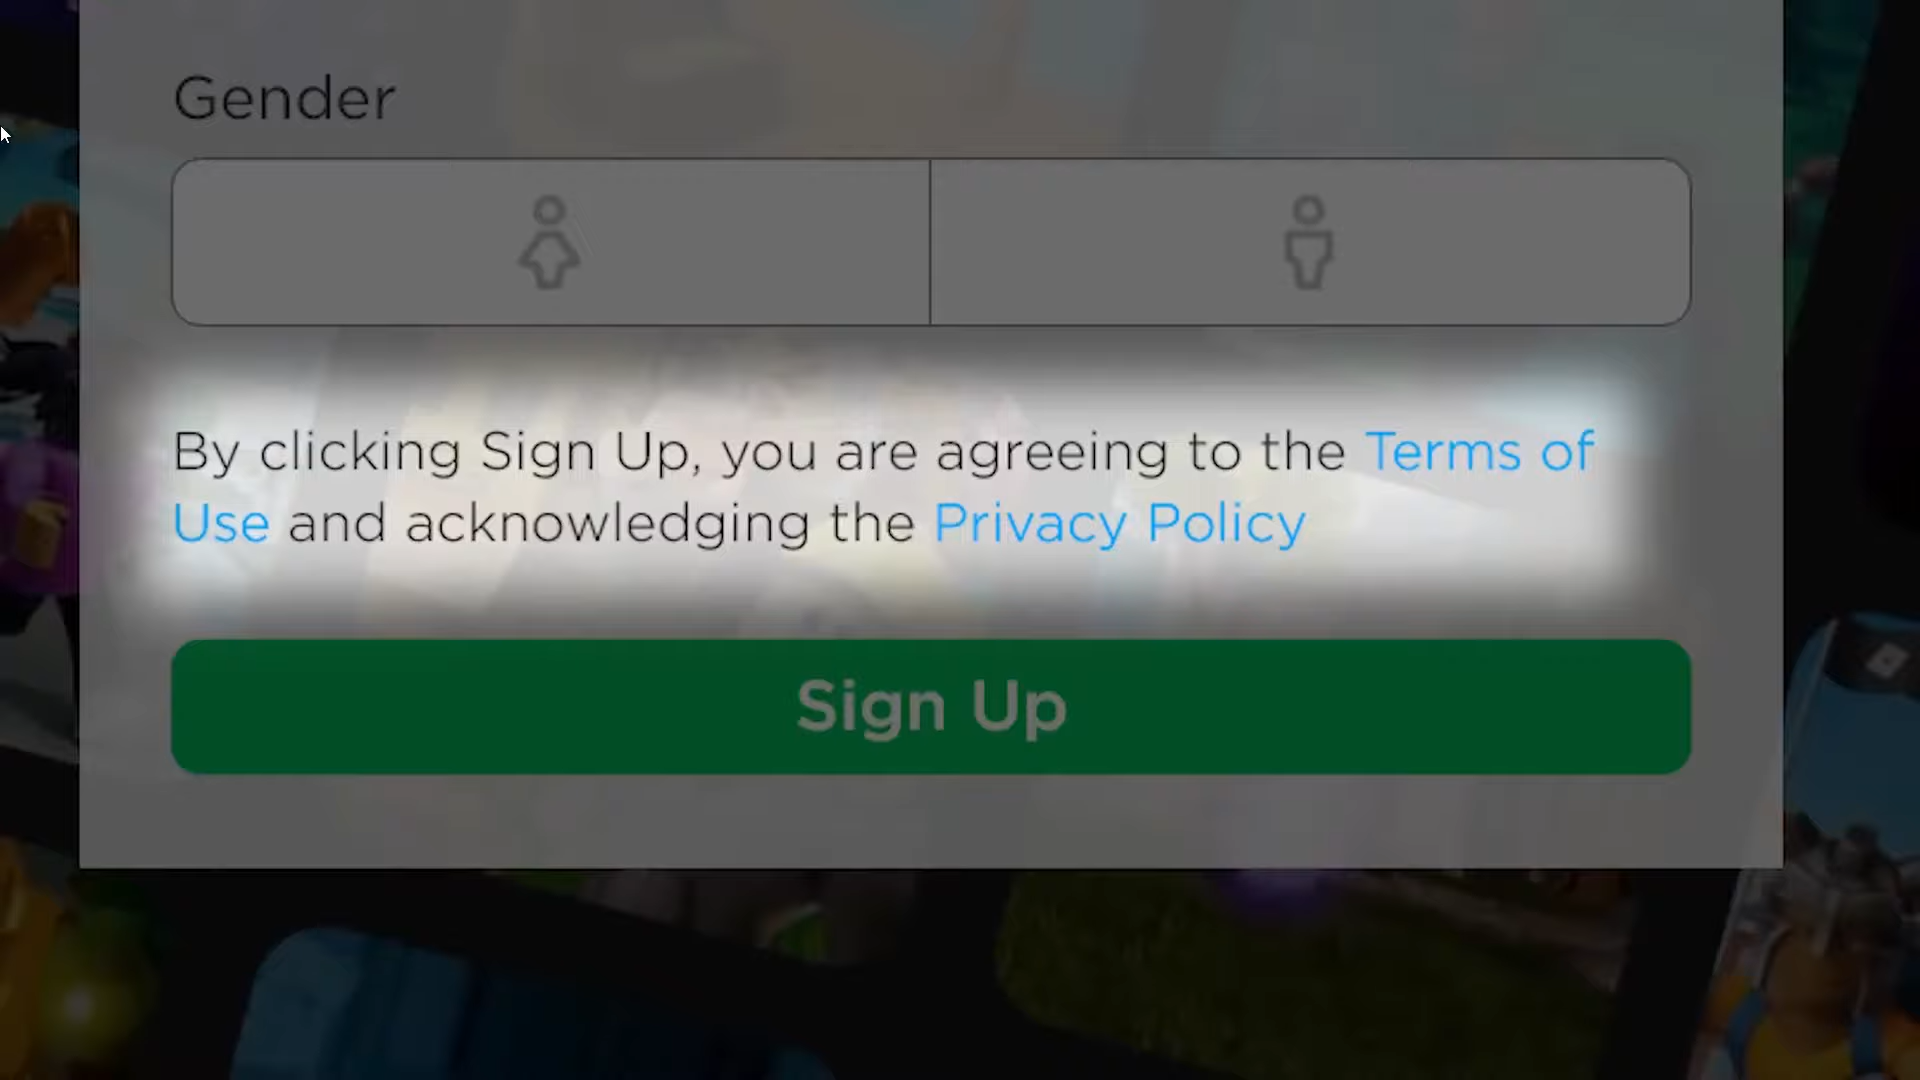 Gender
By clicking Sign Up, you are agreeing to the Terms of
Use and acknowledging the Privacy Policy
Sign Up